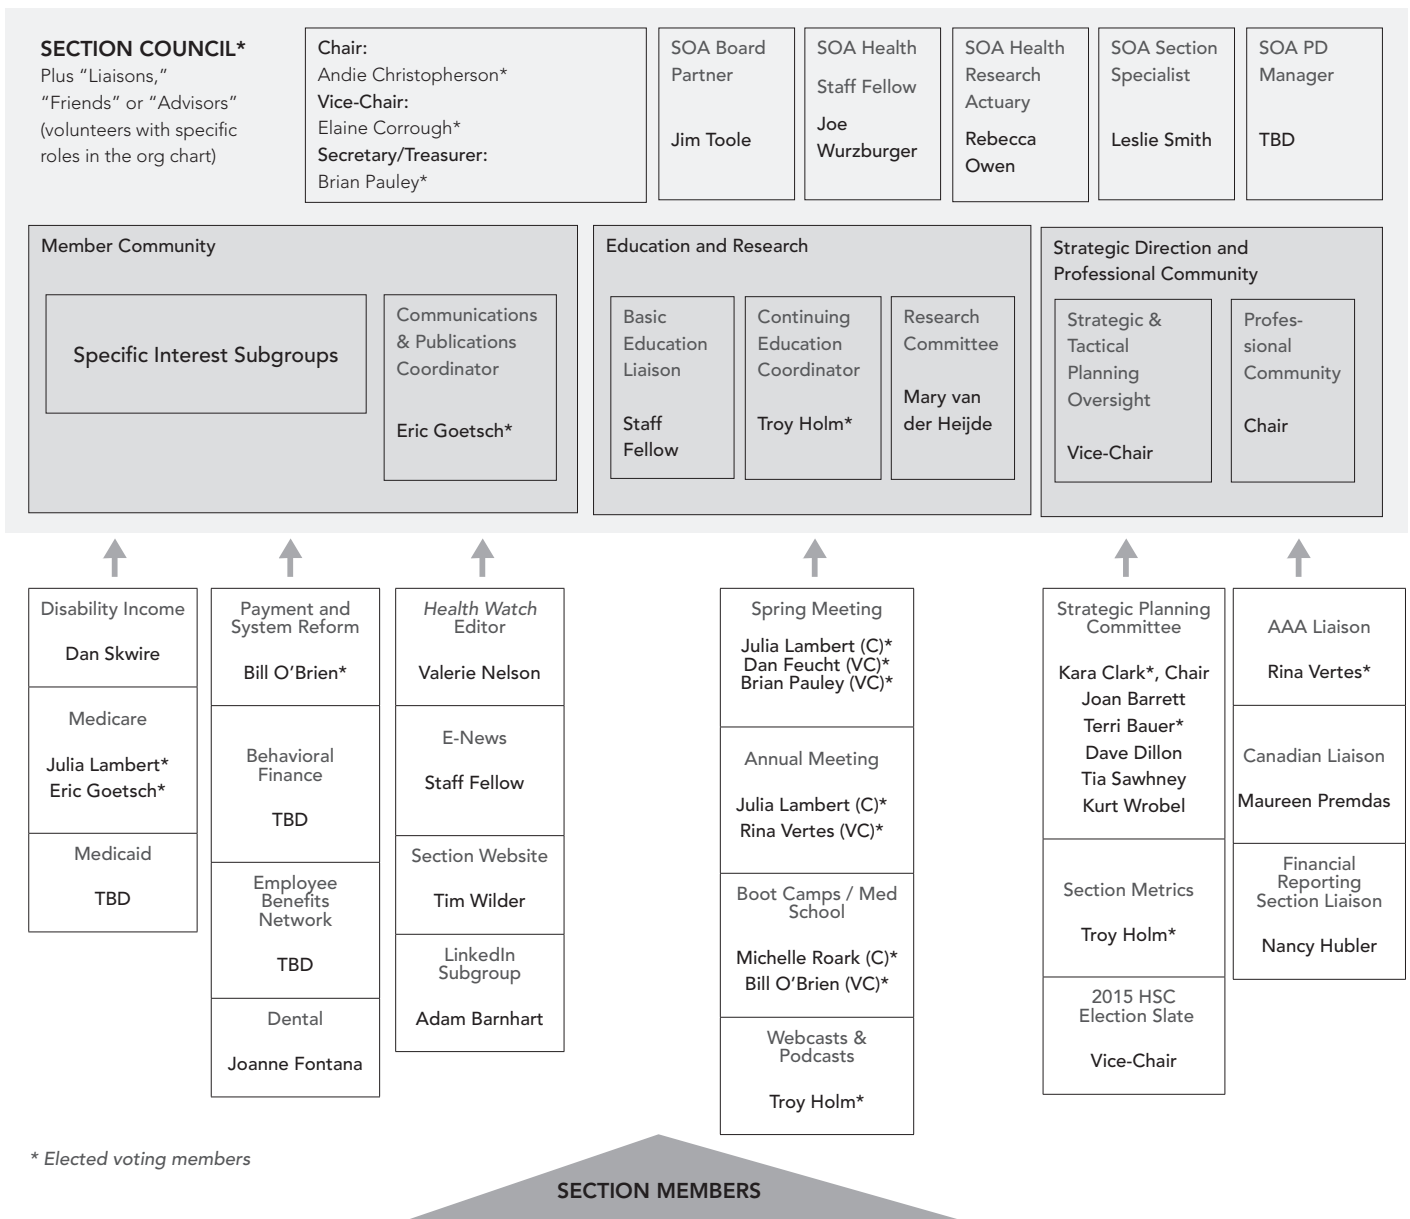 SECTION COUNCIL*
Plus “Liaisons,”
“Friends” or “Advisors”
(volunteers with specific
roles in the org chart)
Chair:
Andie Christopherson*
Vice-Chair:
Elaine Corrough*
Secretary/Treasurer:
Brian Pauley*
SOA Board
Partner
Jim Toole
SOA Health
Staff Fellow
Joe
Wurzburger
SOA Health
Research
Actuary
Rebecca
Owen
SOA Section
Specialist
Leslie Smith
SOA PD
Manager
TBD
Member Community
Specific Interest Subgroups
Communications
& Publications
Coordinator
Eric Goetsch*
Education and Research
Basic
Education
Liaison
Staff
Fellow
Continuing
Education
Coordinator
Troy Holm*
Research
Committee
Mary van
der Heijde
Strategic Direction and
Professional Community
Strategic &
Tactical
Planning
Oversight
Vice-Chair
Profes-
sional
Community
Chair
Disability Income
Dan Skwire
Medicare
Julia Lambert*
Eric Goetsch*
Medicaid
TBD
Payment and
System Reform
Bill O’Brien*
Behavioral
Finance
TBD
Employee
Benefits
Network
TBD
Dental
Joanne Fontana
Health Watch
Editor
Valerie Nelson
E-News
Staff Fellow
Section Website
Tim Wilder
LinkedIn
Subgroup
Adam Barnhart
Spring Meeting
Julia Lambert (C)*
Dan Feucht (VC)*
Brian Pauley (VC)*
Annual Meeting
Julia Lambert (C)*
Rina Vertes (VC)*
Boot Camps / Med
School
Michelle Roark (C)*
Bill O’Brien (VC)*
Webcasts &
Podcasts
Troy Holm*
Strategic Planning
Committee
Kara Clark*, Chair
Joan Barrett
Terri Bauer*
Dave Dillon
Tia Sawhney
Kurt Wrobel
Section Metrics
Troy Holm*
2015 HSC
Election Slate
Vice-Chair
AAA Liaison
Rina Vertes*
Canadian Liaison
Maureen Premdas
Financial
Reporting
Section Liaison
Nancy Hubler
* Elected voting members
SECTION MEMBERS